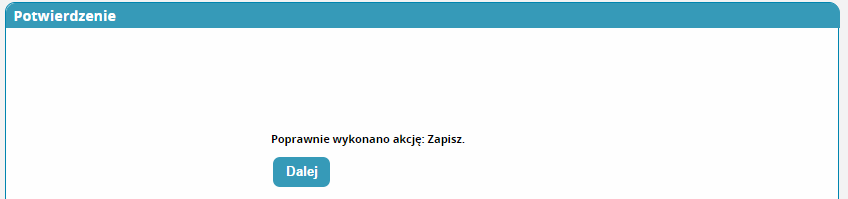 Potwierdzenie
Poprawnie wykonano akcję: Zapisz.
Dalej